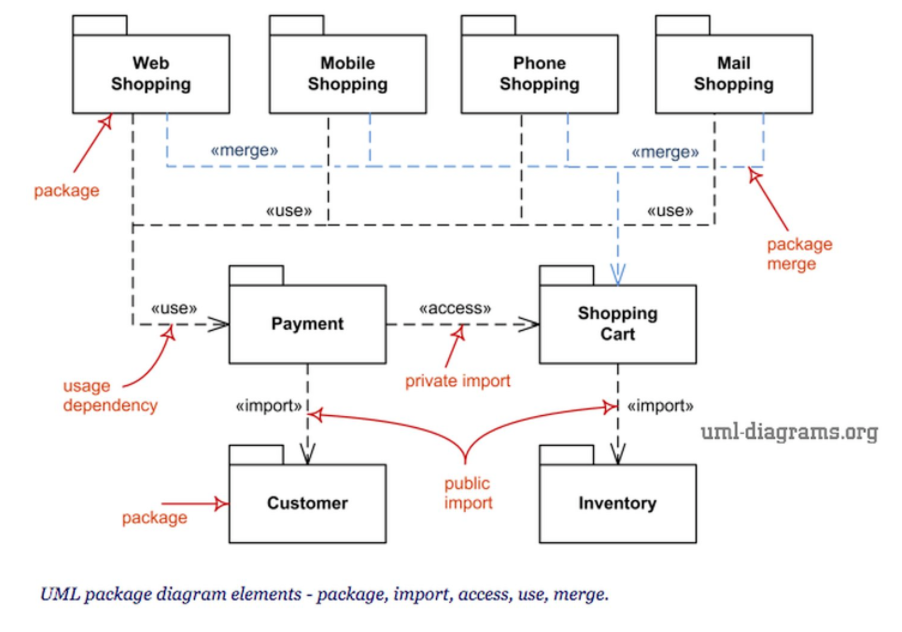 Web
Shopping
Mobile
Shopping
Phone
Shopping
Mail
Shopping
«merge»
«merge»
package
«use»
«use»
package
merge
«use»
Payment
«access»
Shopping
Cart
usage
dependency
private import
«import»
«import»
uml-diagrams.org
public
import
Customer
Inventory
package
UML package diagram elements - package, import, access, use, merge.